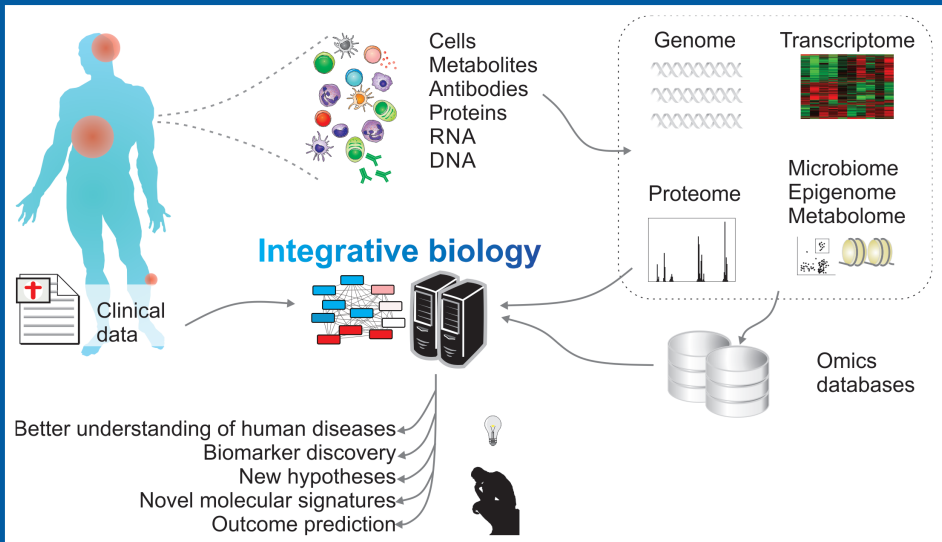 Cells
Metabolites
Antibodies
Proteins
RNA
DNA
Genome
Transcriptome
Proteome
Microbiome
Epigenome
Metabolome
Integrative biology
Clinical
data
Omics
databases
Better understanding of human diseases
Biomarker discovery
New hypotheses
Novel molecular signatures
Outcome prediction